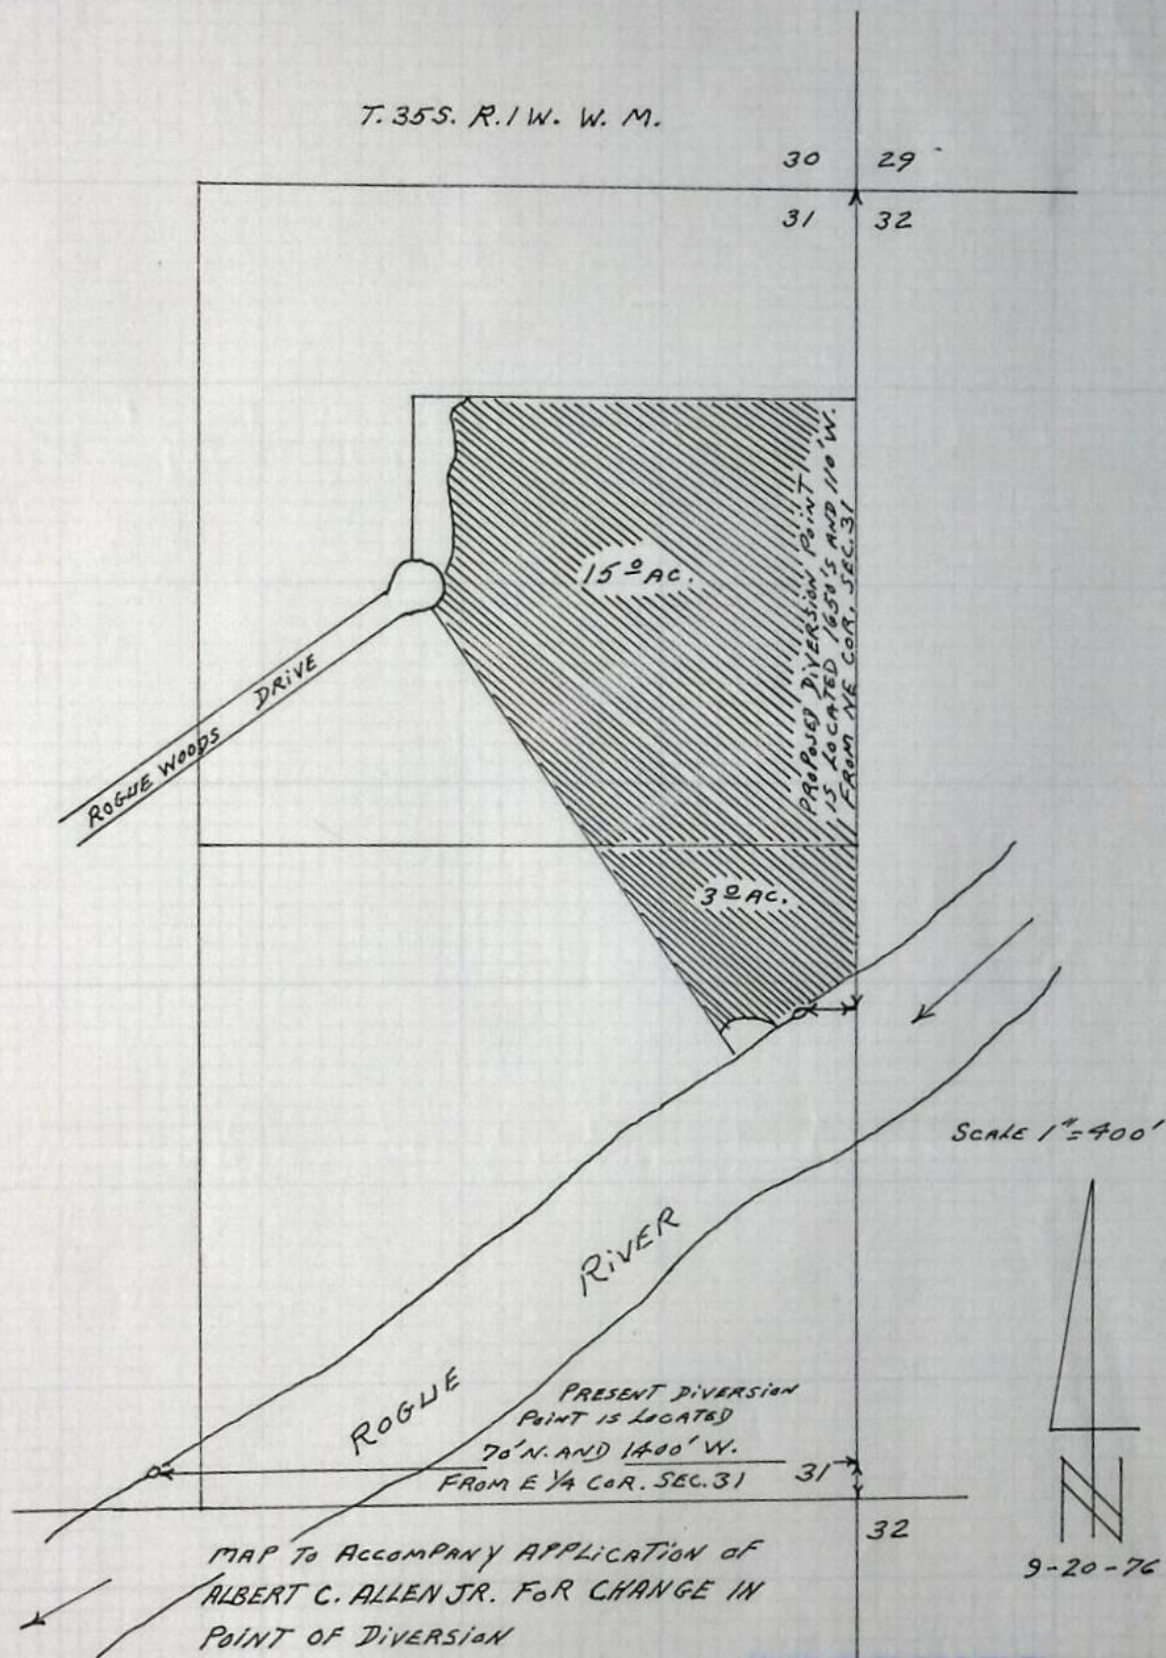 T. 35S. R. 1W. W. M.
30 29
31 32
PROPOSED DIVERSION POINT
IS LOCATED 1650'S AND 110'W.
FROM NE COR. SEC. 31
15º AC.
ROGUE WOODS DRIVE
3º AC.
SCALE 1"=400'
ROGUE RIVER
PRESENT DIVERSION
POINT IS LOCATED
70'N. AND 1400' W.
FROM E 1/4 COR. SEC. 31
31
32
N
9-20-76
MAP TO ACCOMPANY APPLICATION OF
ALBERT C. ALLEN JR. FOR CHANGE IN
POINT OF DIVERSION